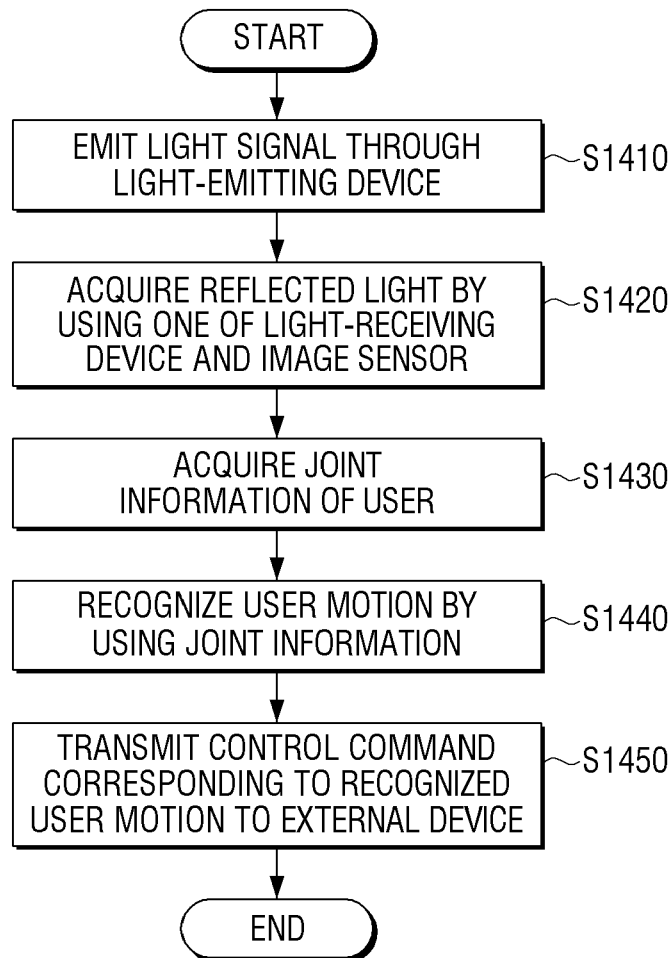 START
EMIT LIGHT SIGNAL THROUGH
LIGHT-EMITTING DEVICE
S1410
ACQUIRE REFLECTED LIGHT BY
USING ONE OF LIGHT-RECEIVING
DEVICE AND IMAGE SENSOR
S1420
ACQUIRE JOINT
INFORMATION OF USER
S1430
RECOGNIZE USER MOTION BY
USING JOINT INFORMATION
S1440
TRANSMIT CONTROL COMMAND
CORRESPONDING TO RECOGNIZED
USER MOTION TO EXTERNAL DEVICE
S1450
END